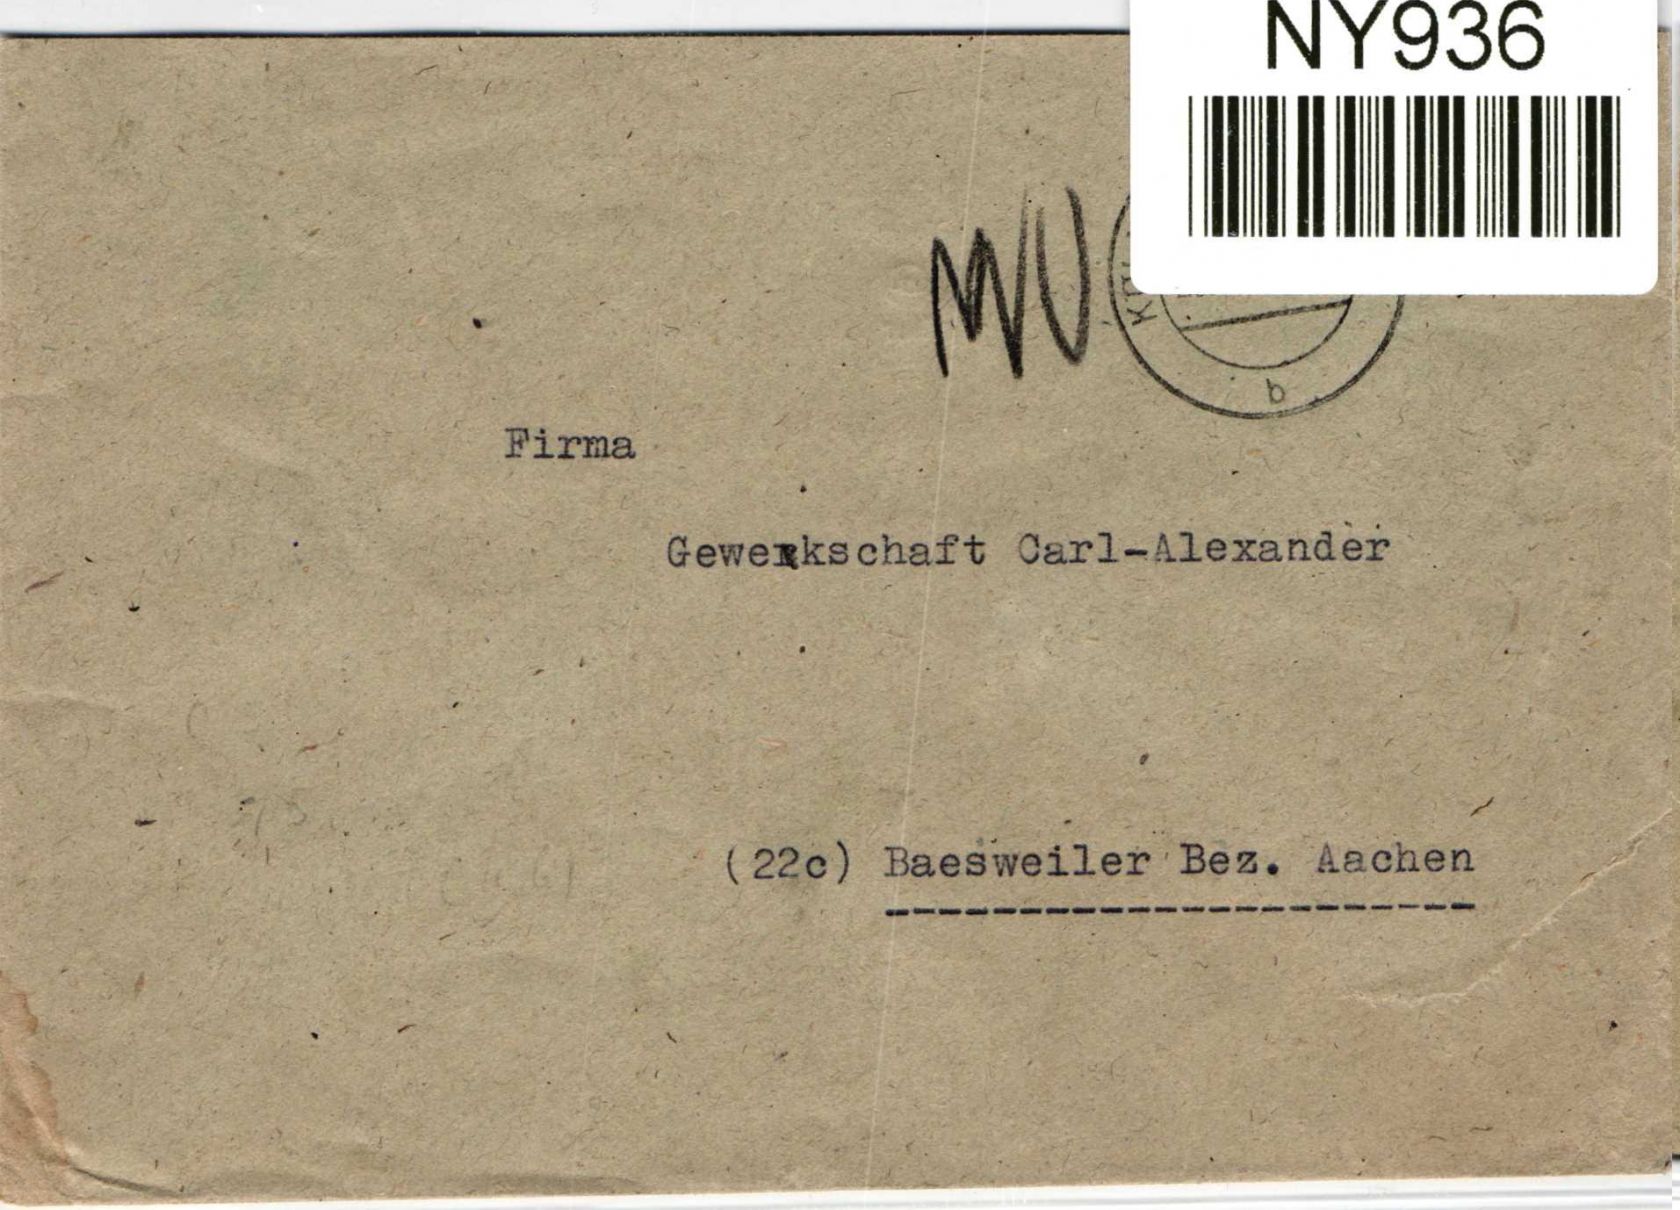 NY936
b
Firma
Gewerkschaft Carl-Alexander
(22c) Baesweiler Bez. Aachen